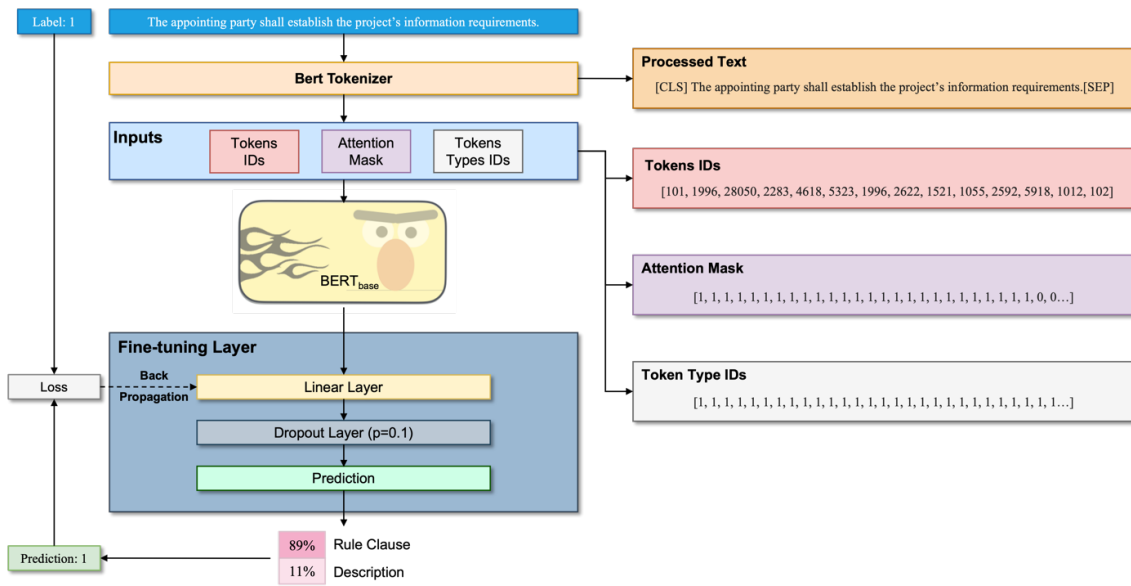 Label: 1
The appointing party shall establish the project’s information requirements.
Bert Tokenizer
Processed Text
[CLS] The appointing party shall establish the project’s information requirements.[SEP]
Inputs
Tokens
IDs
Attention
Mask
Tokens
Types IDs
Tokens IDs
[101, 1996, 28050, 2283, 4618, 5323, 1996, 2622, 1521, 1055, 2592, 5918, 1012, 102]
BERTbase
Attention Mask
[1, 1, 1, 1, 1, 1, 1, 1, 1, 1, 1, 1, 1, 1, 1, 1, 1, 1, 1, 1, 1, 1, 1, 1, 1, 1, 0, 0…]
Fine-tuning Layer
Loss
Back
Propagation
Linear Layer
Dropout Layer (p=0.1)
Prediction
Token Type IDs
[1, 1, 1, 1, 1, 1, 1, 1, 1, 1, 1, 1, 1, 1, 1, 1, 1, 1, 1, 1, 1, 1, 1, 1, 1, 1, 1, 1…]
Prediction: 1
89% Rule Clause
11% Description